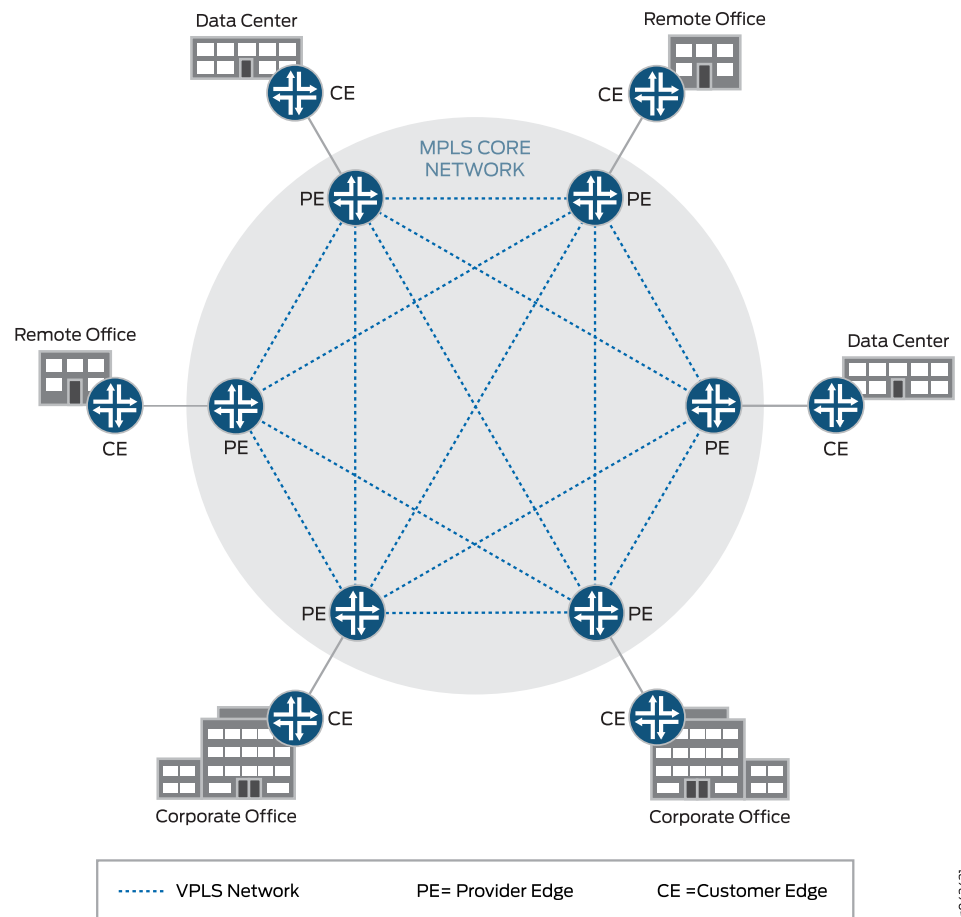 Data Center
Remote Office
CE
CE
MPLS CORE
NETWORK
PE
PE
Remote Office
Data Center
CE
PE
PE
CE
PE
PE
CE
CE
Corporate Office
Corporate Office
VPLS Network
PE= Provider Edge
CE =Customer Edge